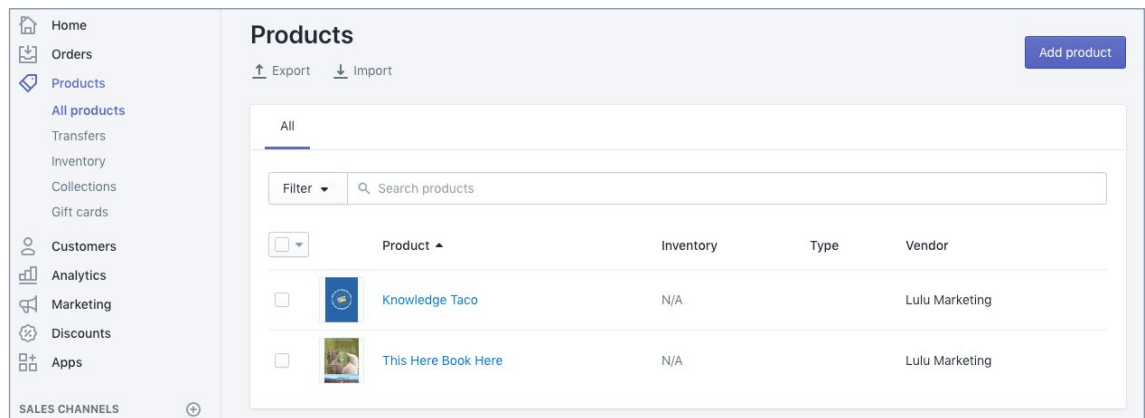 Home
Orders
Products
All products
Transfers
Inventory
Collections
Gift cards
Customers
Analytics
Marketing
Discounts
Apps
SALES CHANNELS
Products
Export Import
Add product
All
Filter Search products
Product Inventory Type Vendor
Knowledge Taco N/A Lulu Marketing
This Here Book Here N/A Lulu Marketing